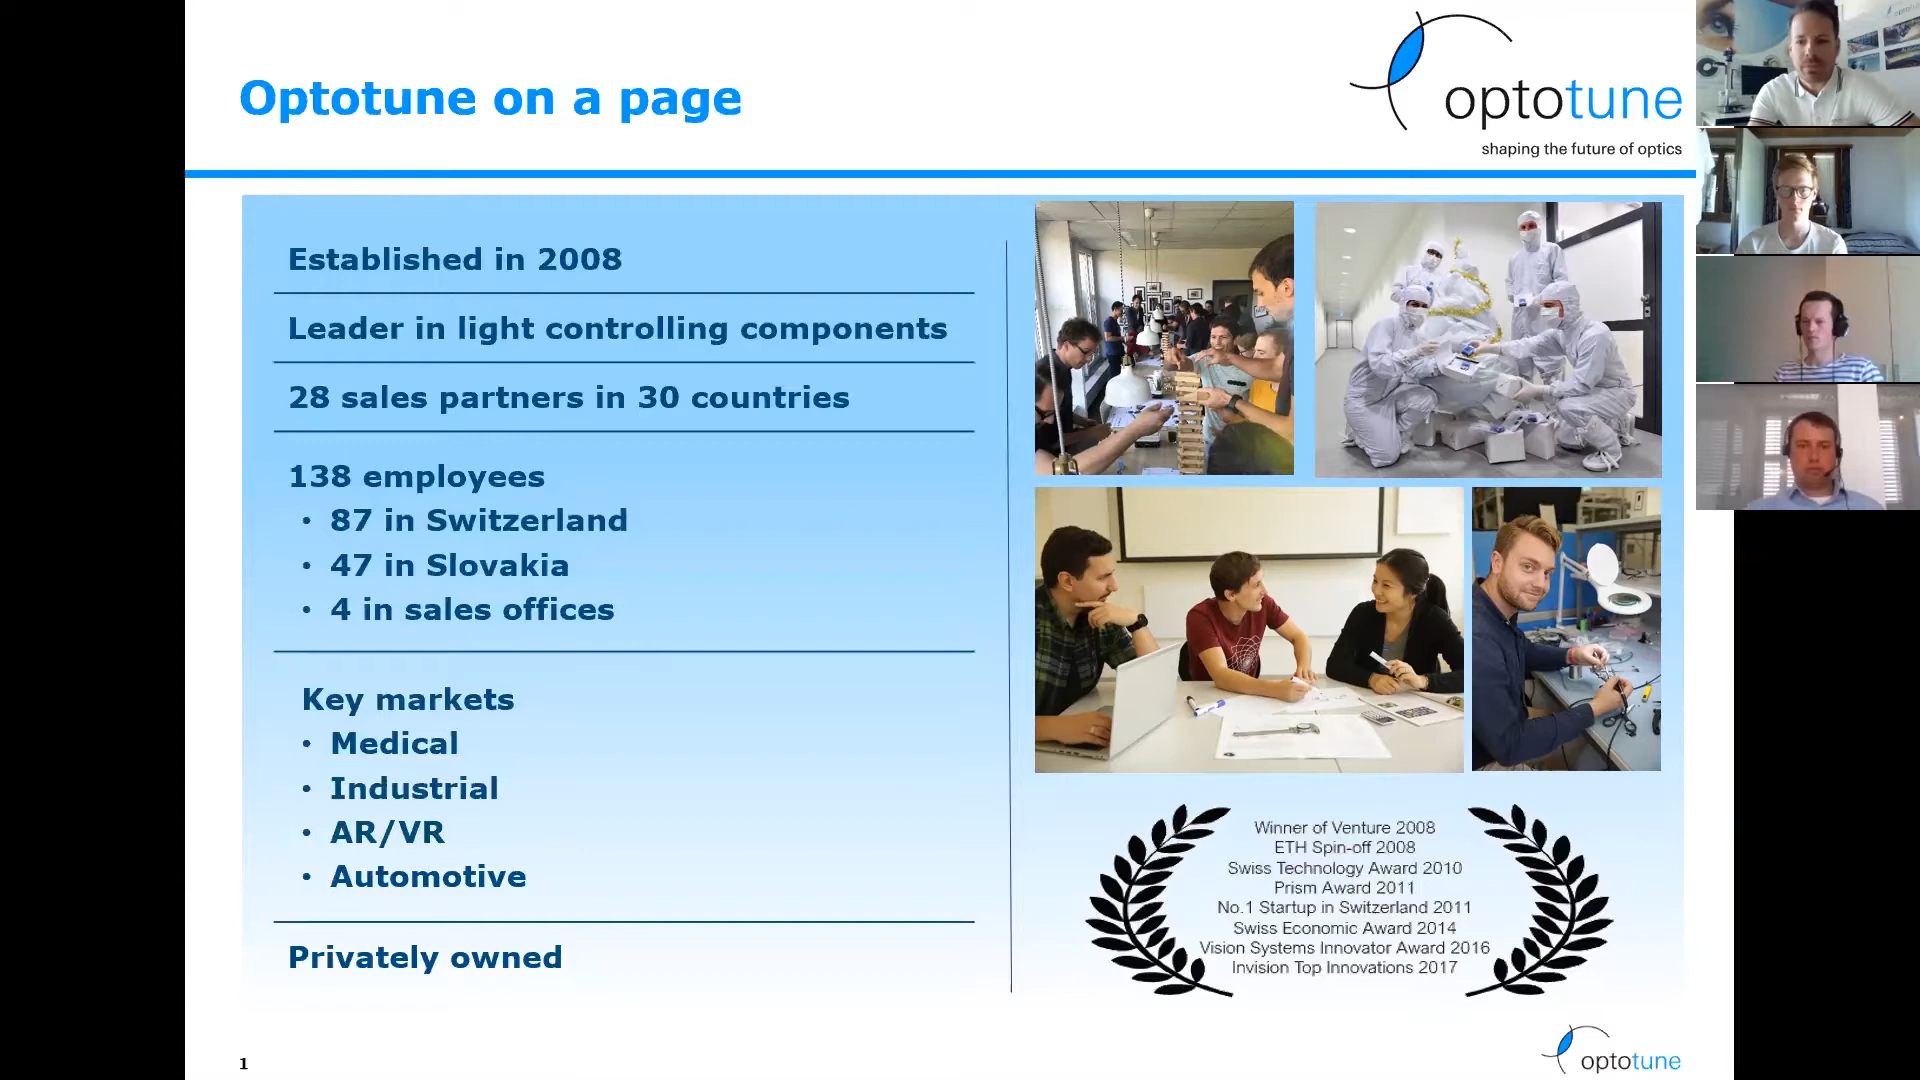 Optotune on a page
optotune
shaping the future of optics
Established in 2008
Leader in light controlling components
28 sales partners in 30 countries
138 employees
• 87 in Switzerland
• 47 in Slovakia
• 4 in sales offices
Key markets
• Medical
• Industrial
• AR/VR
• Automotive
Privately owned
Winner of Venture 2008
ETH Spin-off 2008
Swiss Technology Award 2010
Prism Award 2011
No.1 Startup in Switzerland 2011
Swiss Economic Award 2014
Vision Systems Innovator Award 2016
Invision Top Innovations 2017
1
optotune